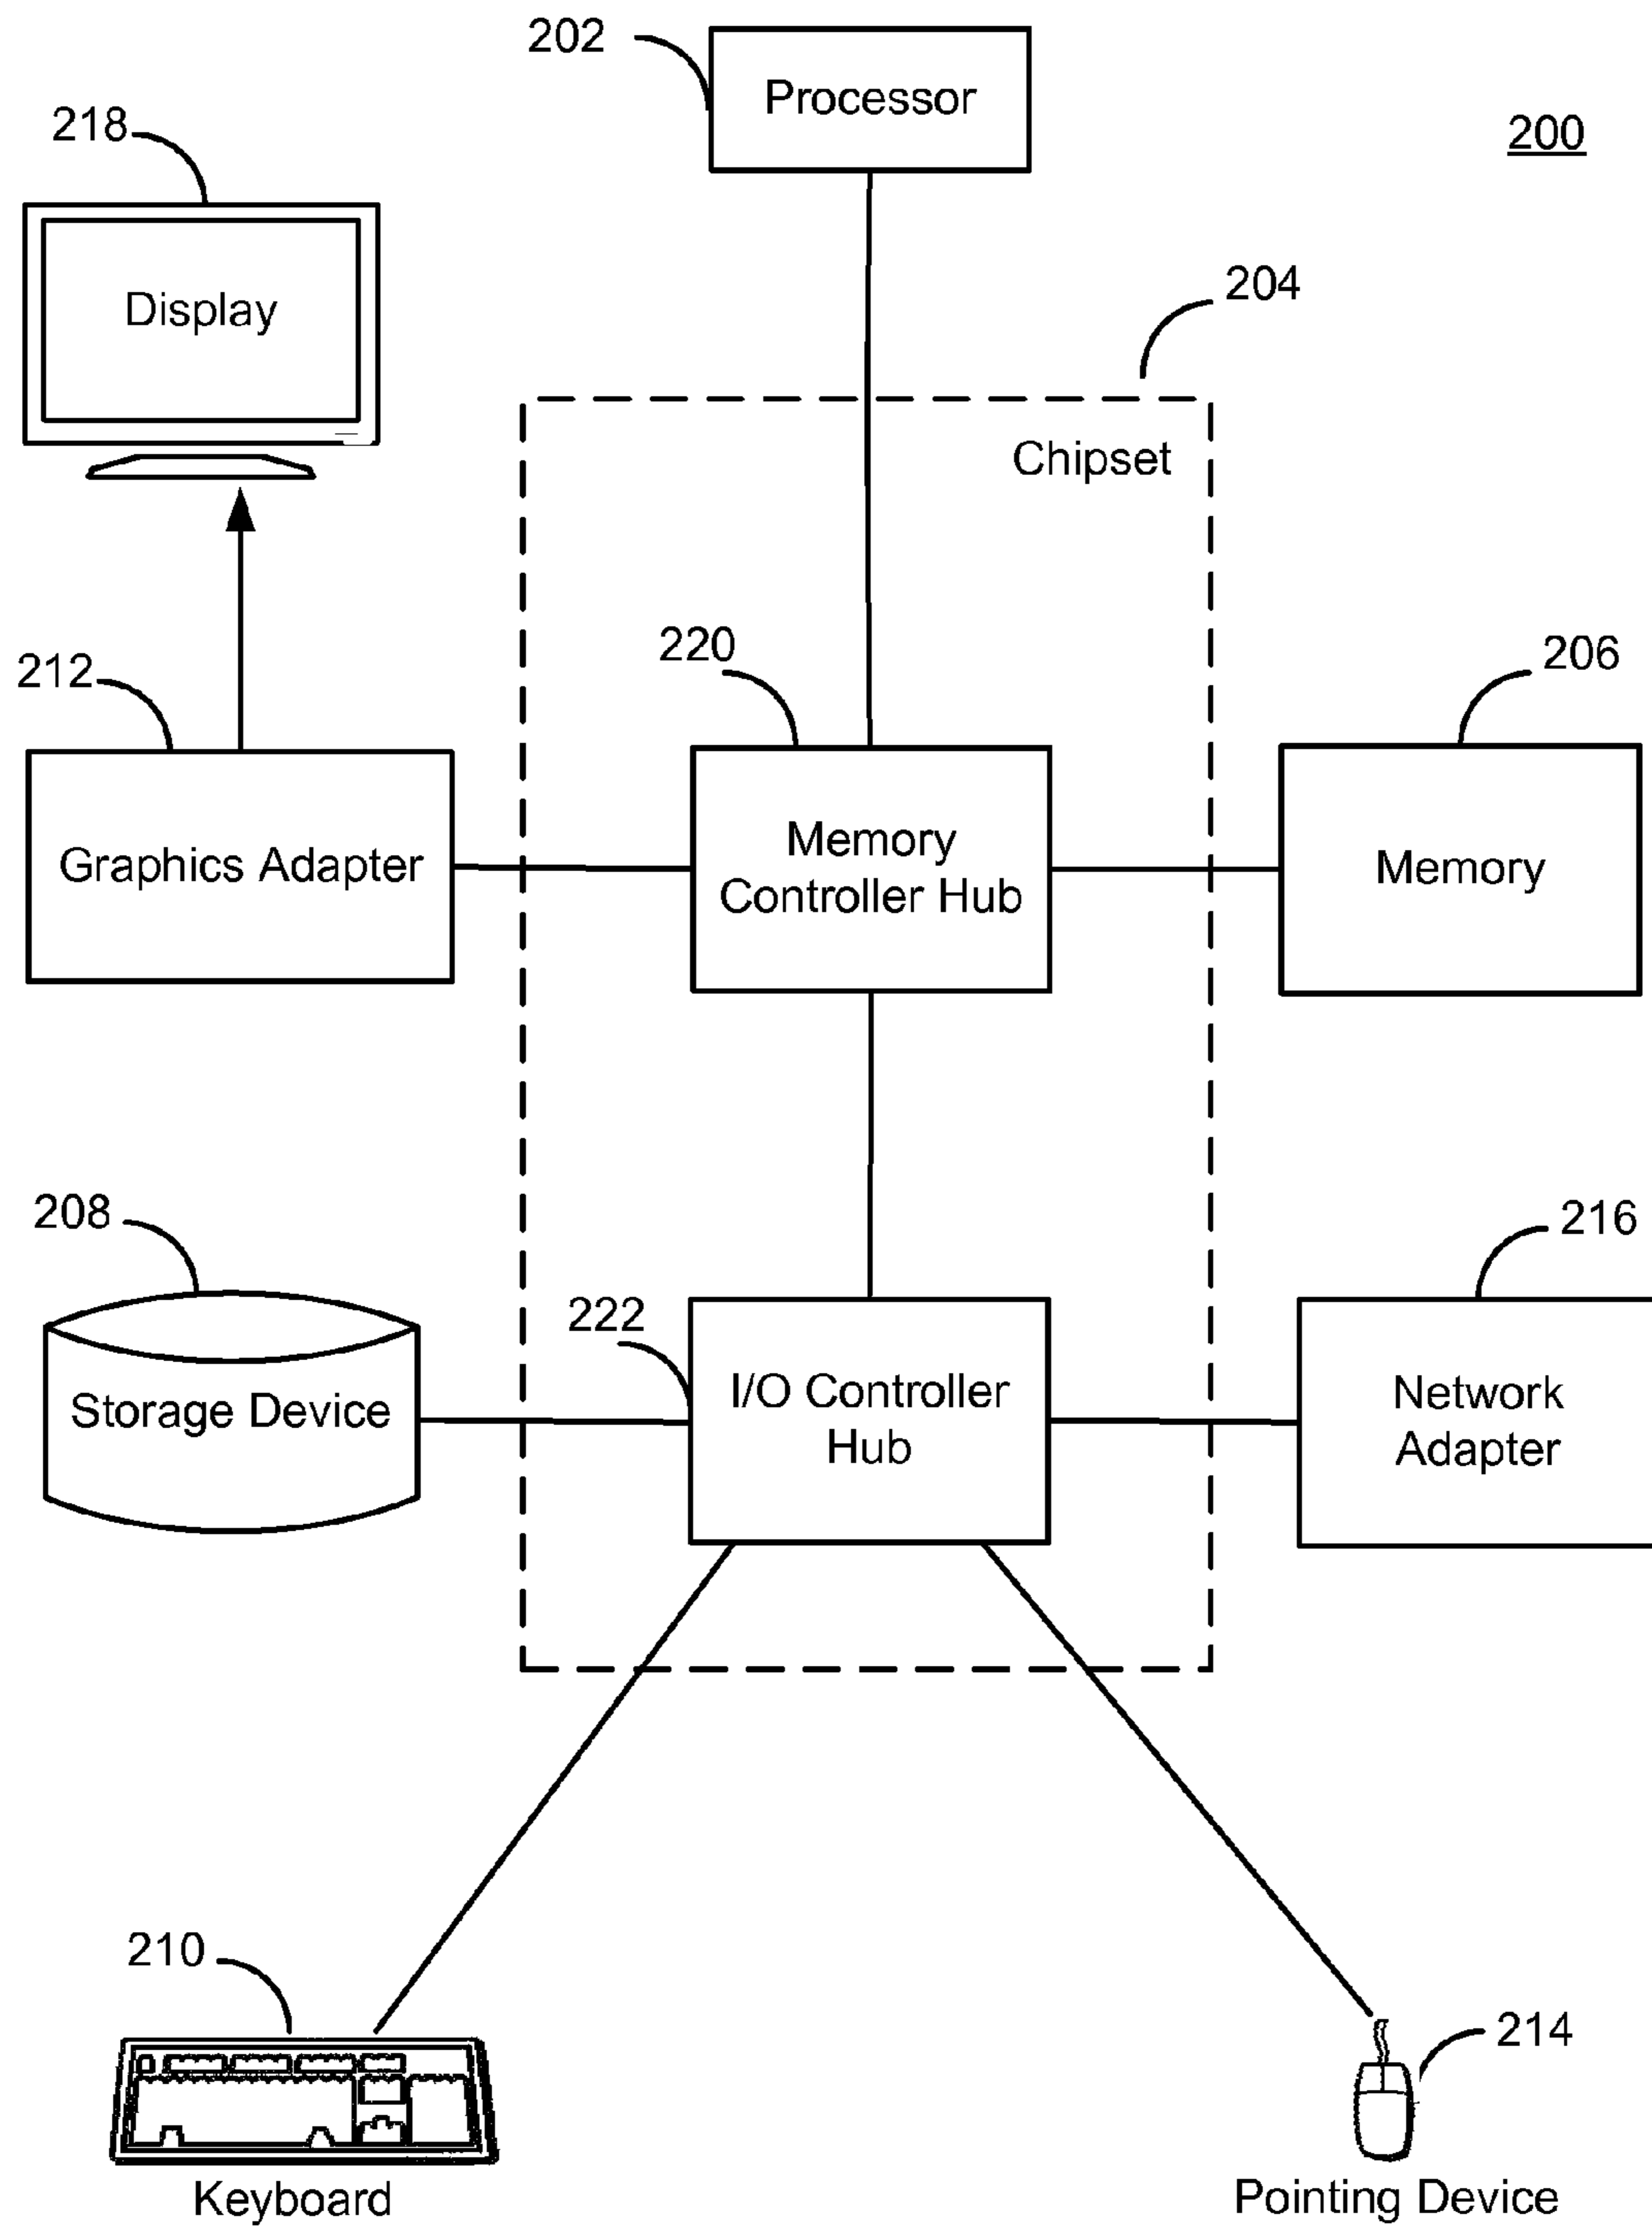 202
Processor
200
218
Display
204
Chipset
212
220
206
Graphics Adapter
Memory
Controller Hub
Memory
208
222
216
Storage Device
I/O Controller
Hub
Network
Adapter
210
214
Keyboard
Pointing Device